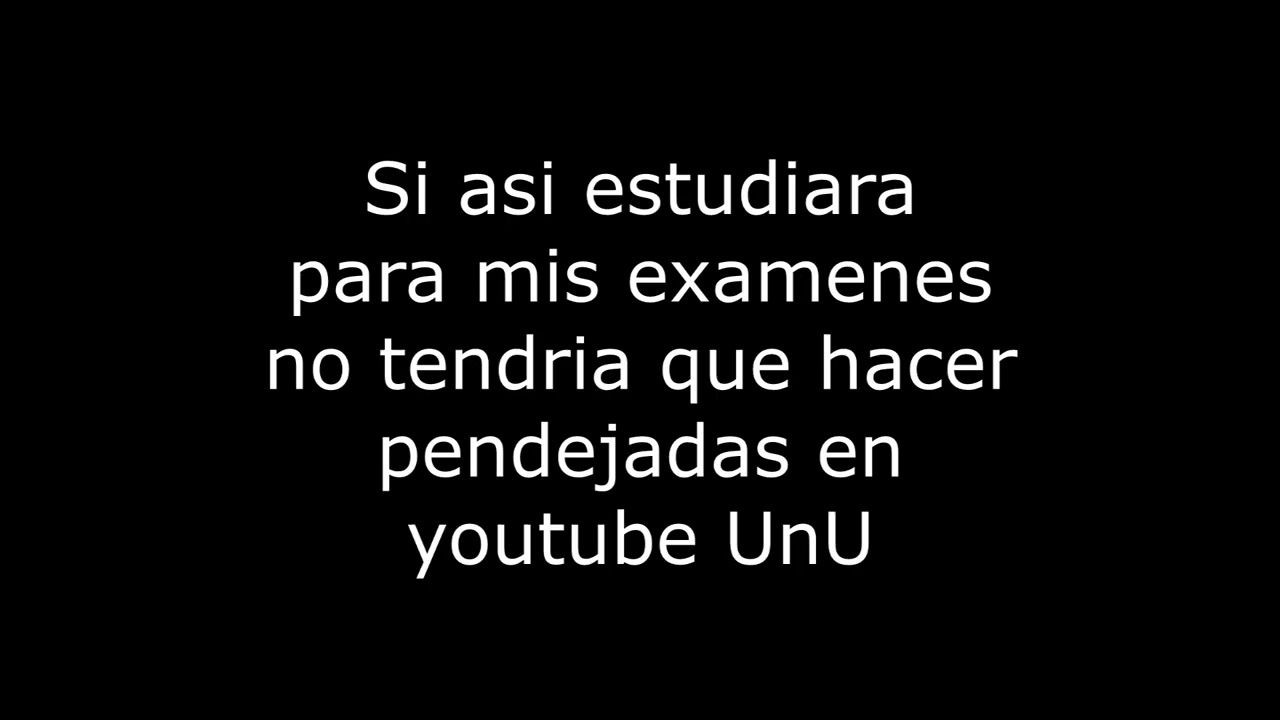 Si asi estudiara
para mis examenes
no tendria que hacer
pendejadas en
youtube UnU